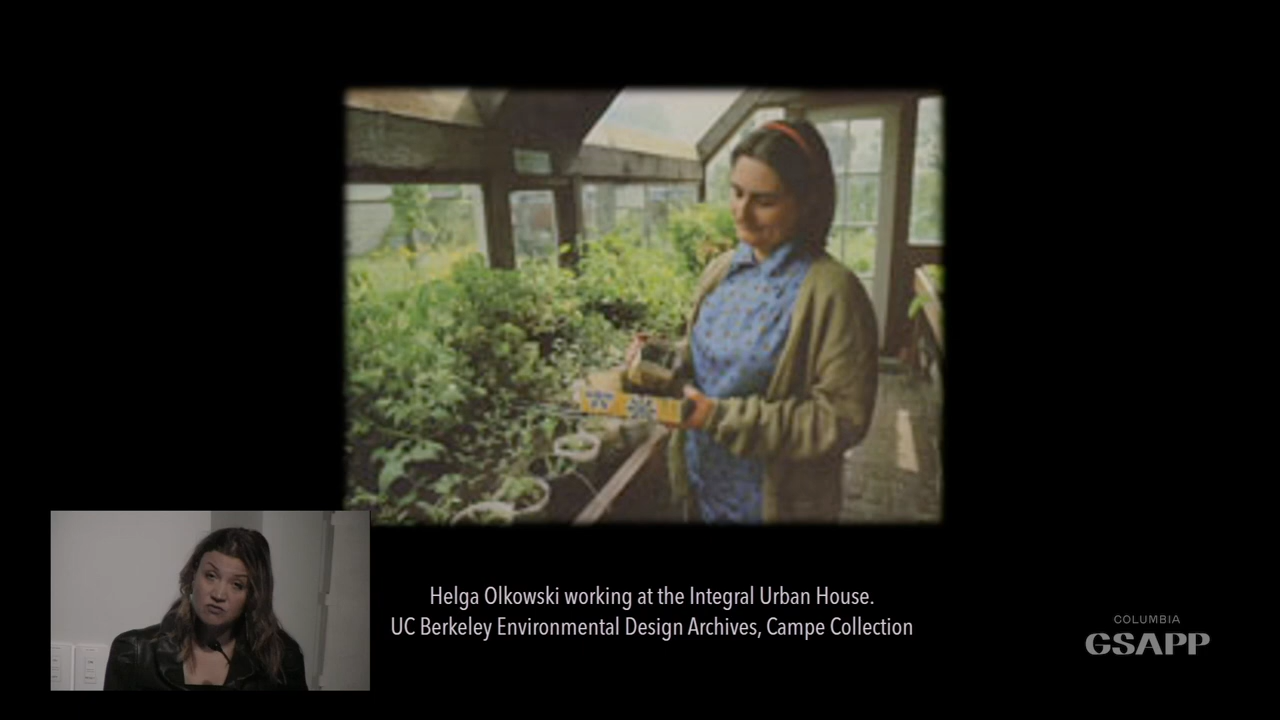 Helga Olkowski working at the Integral Urban House.
UC Berkeley Environmental Design Archives, Campe Collection
COLUMBIA
GSAPP